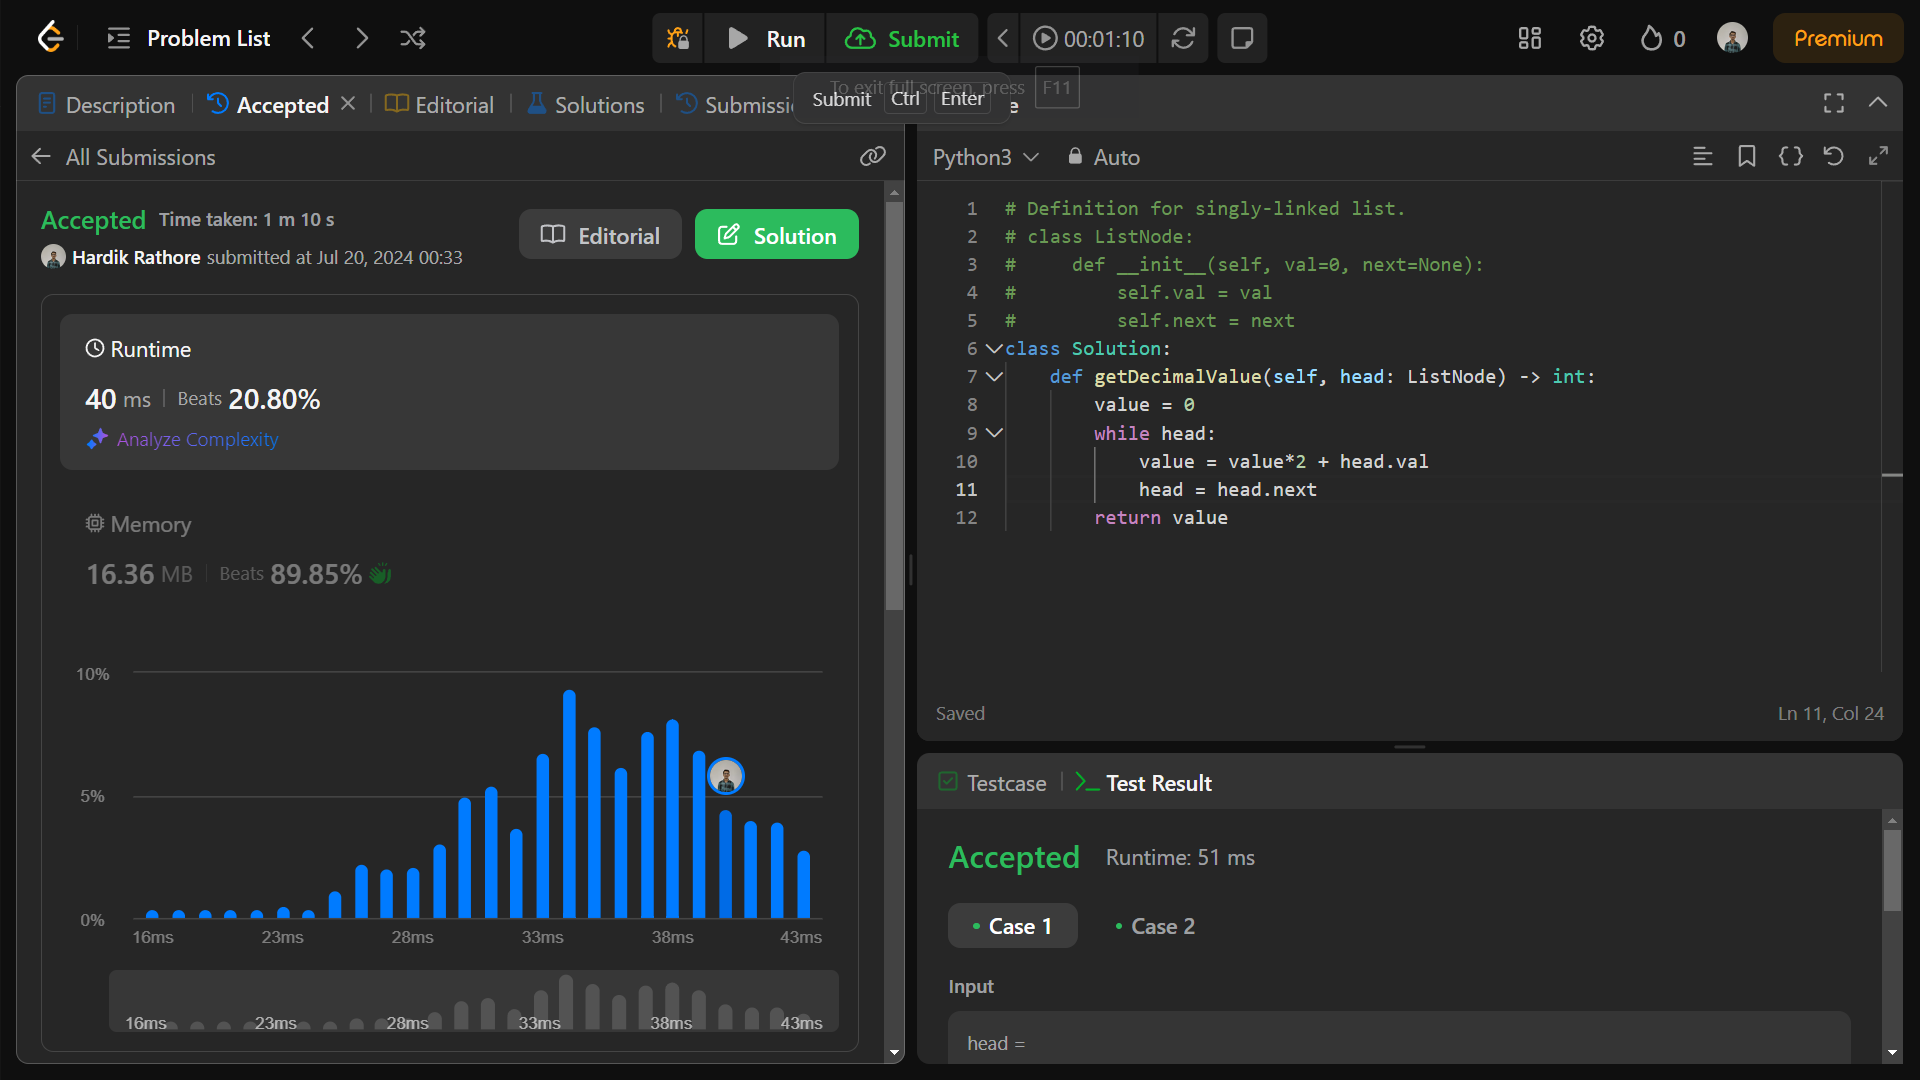 Problem List
Run
Submit
00:01:10
0
Premium
To exit full screen, press F11
Submit Ctrl Enter
Description
Accepted
Editorial
Solutions
Submissi
e
All Submissions
Accepted Time taken: 1 m 10 s
Hardik Rathore submitted at Jul 20, 2024 00:33
Editorial
Solution
Runtime
40 ms Beats 20.80%
Analyze Complexity
Memory
16.36 MB Beats 89.85%
10%
5%
0%
16ms 23ms 28ms 33ms 38ms 43ms
16ms 23ms 28ms 33ms 38ms 43ms
Python3 Auto
1 # Definition for singly-linked list.
2 # class ListNode:
3 #     def __init__(self, val=0, next=None):
4 #         self.val = val
5 #         self.next = next
6 class Solution:
7     def getDecimalValue(self, head: ListNode) -> int:
8         value = 0
9         while head:
10             value = value*2 + head.val
11             head = head.next
12         return value
Saved
Ln 11, Col 24
Testcase
Test Result
Accepted Runtime: 51 ms
Case 1
Case 2
Input
head =